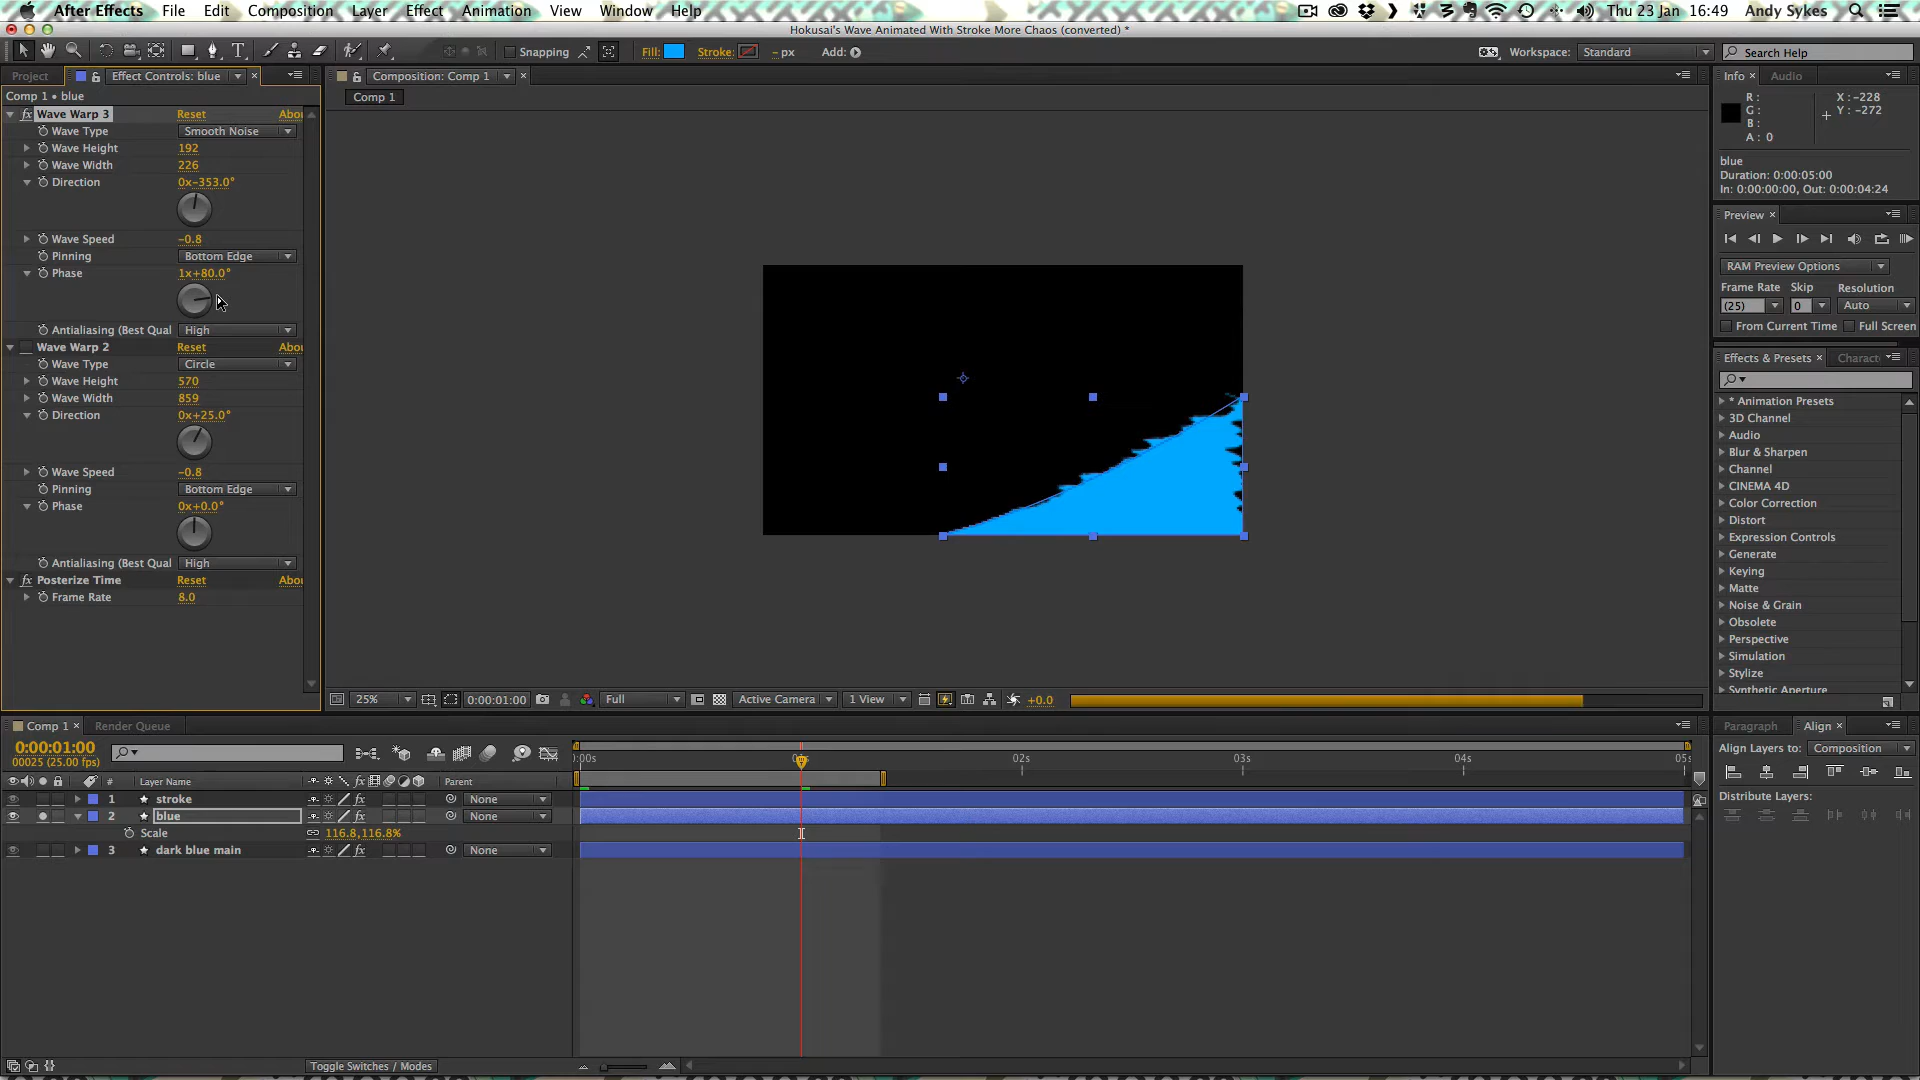 After Effects File Edit Composition Layer Effect Animation View Window Help Thu 23 Jan 16:49 Andy Sykes
Hokusai's Wave Animated With Stroke More Chaos (converted) *
Snapping Fill: Stroke: - px Add: Workspace: Standard Search Help
Project Effect Controls: blue Composition: Comp 1 Info Audio
Comp 1 • blue Comp 1
Wave Warp 3 Reset Abou
Wave Type Smooth Noise
Wave Height 192
Wave Width 226
Direction 0x-353.0°
Wave Speed -0.8
Pinning Bottom Edge
Phase 1x+80.0°
Antialiasing (Best Qual High
Wave Warp 2 Reset Abou
Wave Type Circle
Wave Height 570
Wave Width 859
Direction 0x+25.0°
Wave Speed -0.8
Pinning Bottom Edge
Phase 0x+0.0°
Antialiasing (Best Qual High
Posterize Time Reset Abou
Frame Rate 8.0
R : X : -228
G : Y : -272
B :
A : 0
blue
Duration: 0:00:05:00
In: 0:00:00:00, Out: 0:00:04:24
Preview
RAM Preview Options
Frame Rate Skip Resolution
(25) 0 Auto
From Current Time Full Screen
Effects & Presets Charact
* Animation Presets
3D Channel
Audio
Blur & Sharpen
Channel
CINEMA 4D
Color Correction
Distort
Expression Controls
Generate
Keying
Matte
Noise & Grain
Obsolete
Perspective
Simulation
Stylize
Synthetic Aperture
25% 0:00:01:00 Full Active Camera 1 View +0.0
Comp 1 Render Queue
0:00:01:00
00025 (25.00 fps)
:00s 02s 03s 04s 05s
# Layer Name Parent
1 stroke None
2 blue None
Scale 116.8,116.8%
3 dark blue main None
Toggle Switches / Modes
Paragraph Align
Align Layers to: Composition
Distribute Layers: